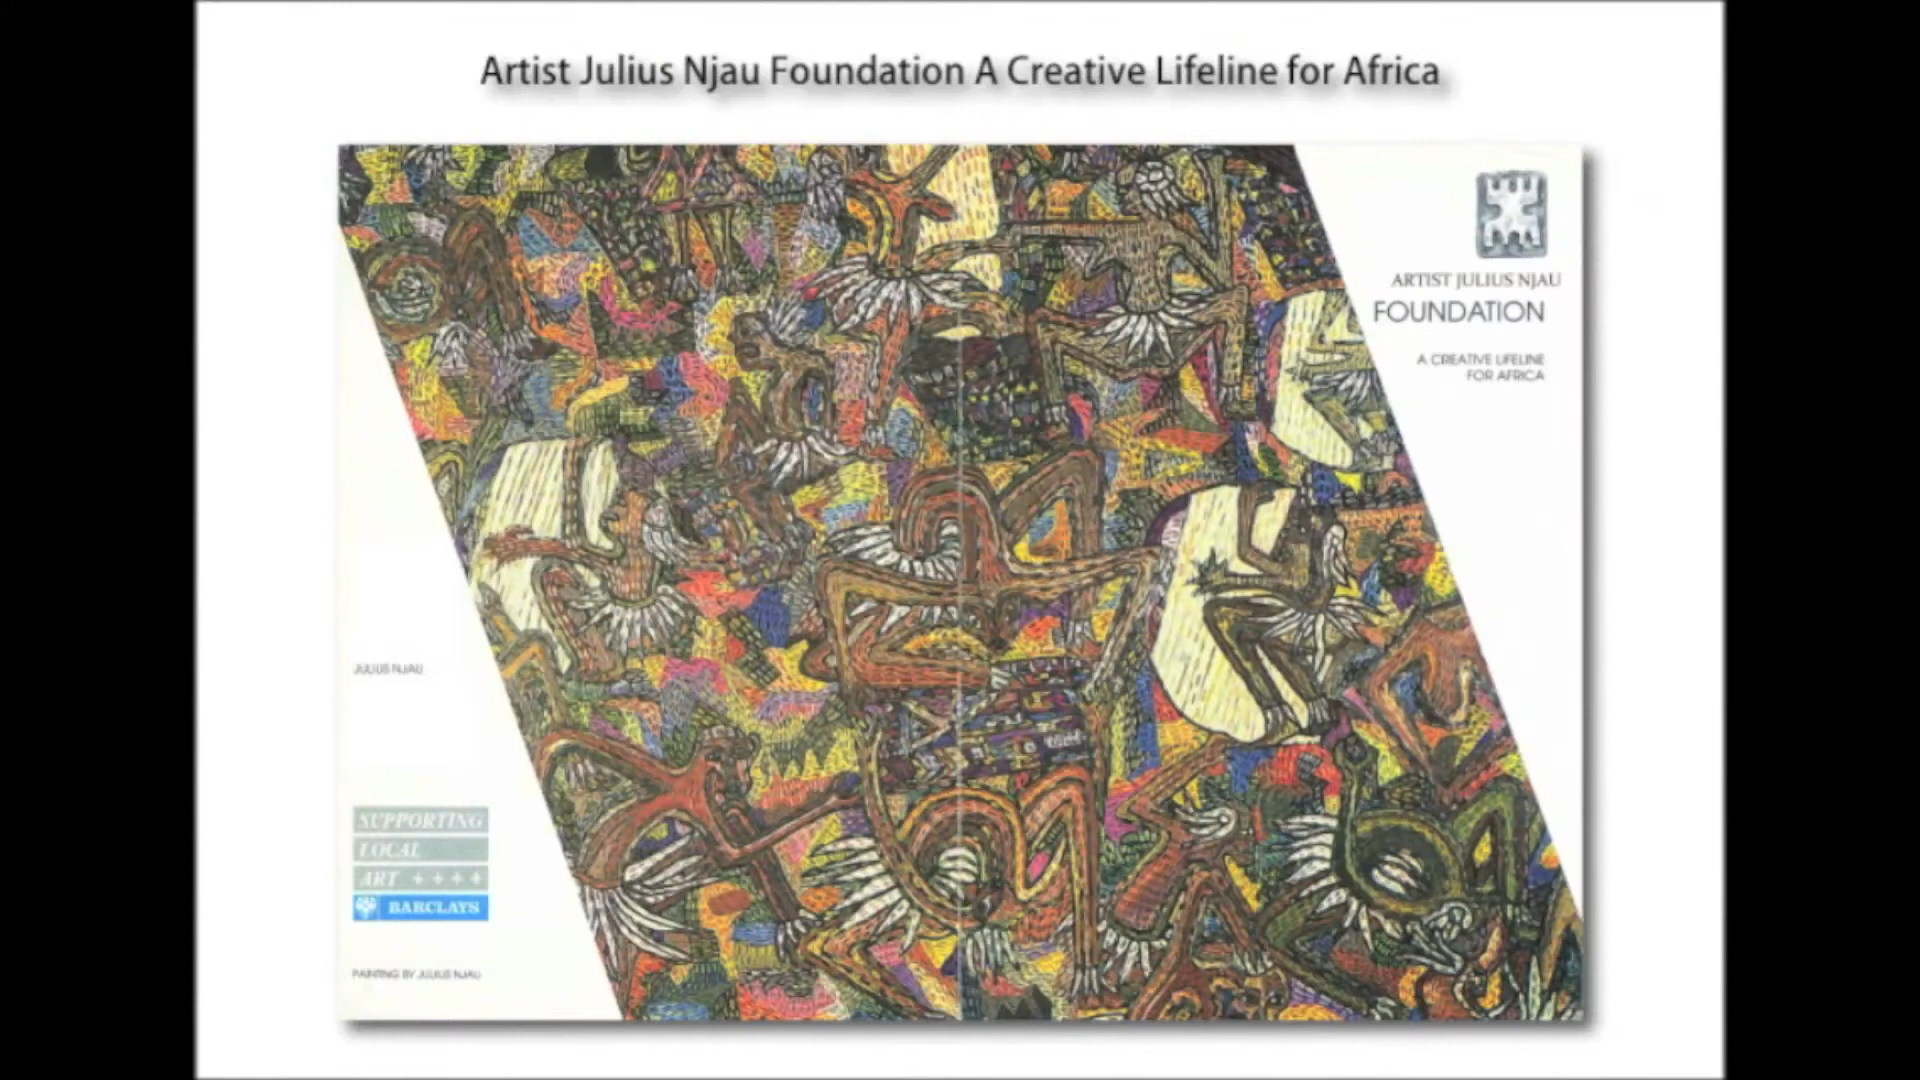 Artist Julius Njau Foundation A Creative Lifeline for Africa
ARTIST JULIUS NJAU
FOUNDATION
A CREATIVE LIFELINE
FOR AFRICA
JULIUS NJAU
SUPPORTING
LOCAL
ART ++++
BARCLAYS
PAINTING BY JULIUS NJAU